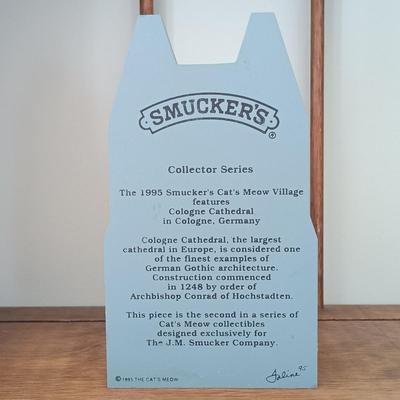 SMUCKER'S
Collector Series
The 1995 Smucker's Cat's Meow Village
features
Cologne Cathedral
in Cologne, Germany
Cologne Cathedral, the largest
cathedral in Europe, is considered one
of the finest examples of
German Gothic architecture.
Construction commenced
in 1248 by order of
Archbishop Conrad of Hochstadten.
This piece is the second in a series of
Cat's Meow collectibles
designed exclusively for
The J.M. Smucker Company.
© 1995 THE CAT'S MEOW
Faline 95